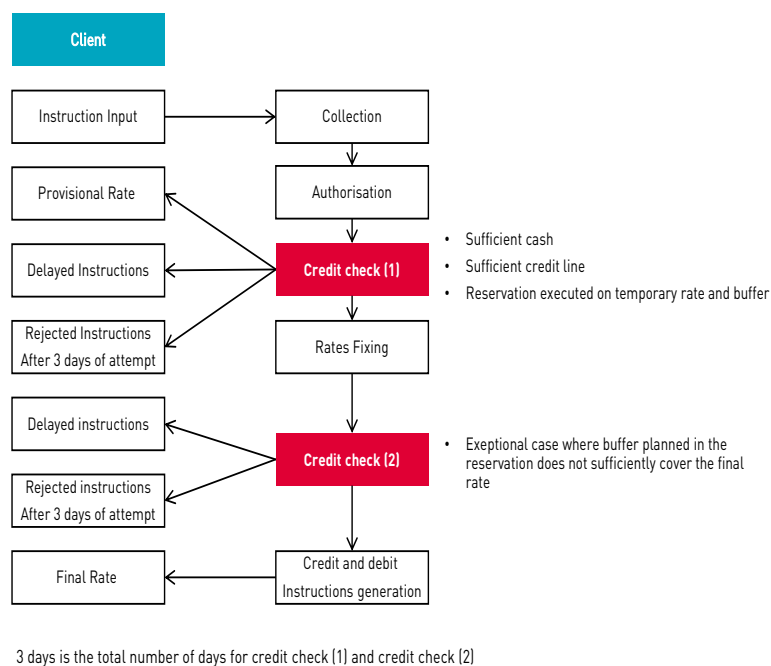 Client
Instruction Input
Collection
Provisional Rate
Authorisation
Delayed Instructions
Credit check (1)
• Sufficient cash
• Sufficient credit line
• Reservation executed on temporary rate and buffer
Rejected Instructions
After 3 days of attempt
Rates Fixing
Delayed instructions
Credit check (2)
• Exeptional case where buffer planned in the
reservation does not sufficiently cover the final
rate
Rejected instructions
After 3 days of attempt
Final Rate
Credit and debit
Instructions generation
3 days is the total number of days for credit check (1) and credit check (2)